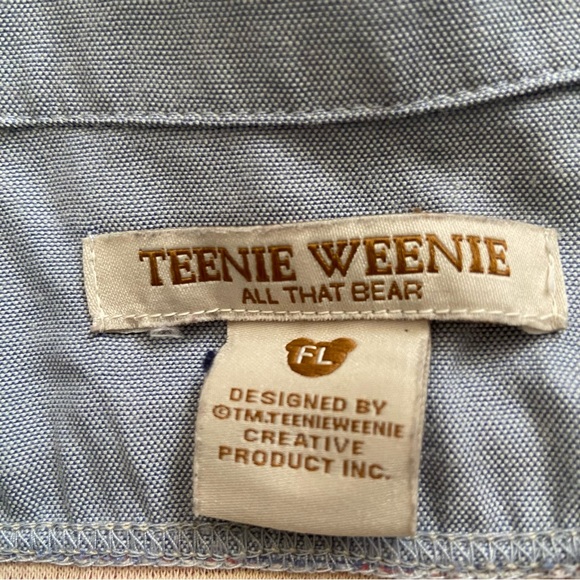 TEENIE WEENIE
ALL THAT BEAR
FL
DESIGNED BY
©TM.TEENIEWEENIE
CREATIVE
PRODUCT INC.